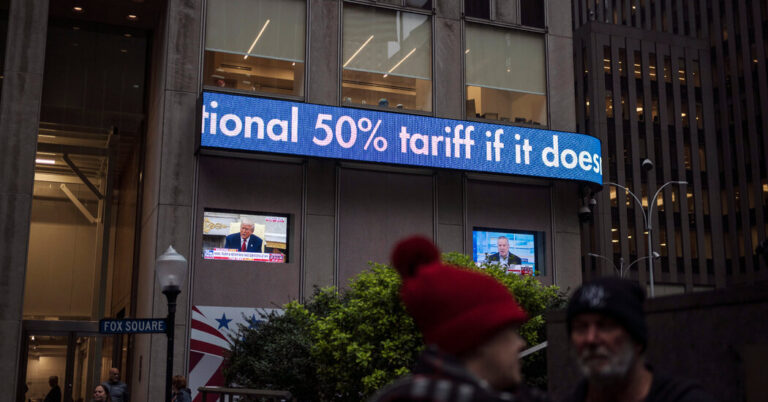 tional 50% tariff if it does
FOX SQUARE